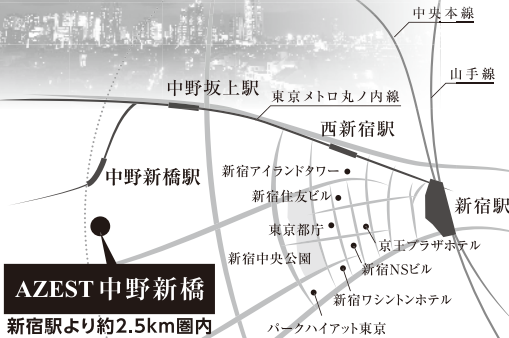 中央本線
山手線
中野坂上駅
東京メトロ丸ノ内線
西新宿駅
中野新橋駅
新宿アイランドタワー
新宿住友ビル
新宿駅
東京都庁
京王プラザホテル
新宿中央公園
新宿NSビル
AZEST中野新橋
新宿ワシントンホテル
新宿駅より約2.5km圏内
パークハイアット東京